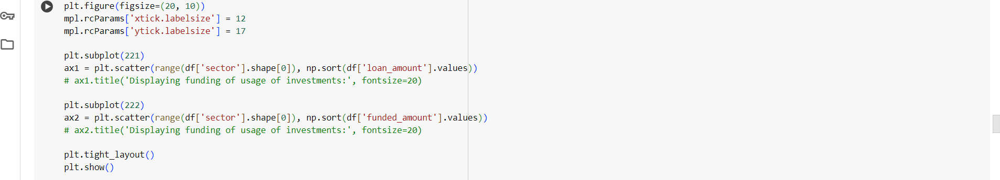 plt.figure(figsize=(20, 10))
mpl.rcParams['xtick.labelsize'] = 12
mpl.rcParams['ytick.labelsize'] = 17
plt.subplot(221)
ax1 = plt.scatter(range(df['sector'].shape[0]), np.sort(df['loan_amount'].values))
# ax1.title('Displaying funding of usage of investments:', fontsize=20)
plt.subplot(222)
ax2 = plt.scatter(range(df['sector'].shape[0]), np.sort(df['funded_amount'].values))
# ax2.title('Displaying funding of usage of investments:', fontsize=20)
plt.tight_layout()
plt.show()